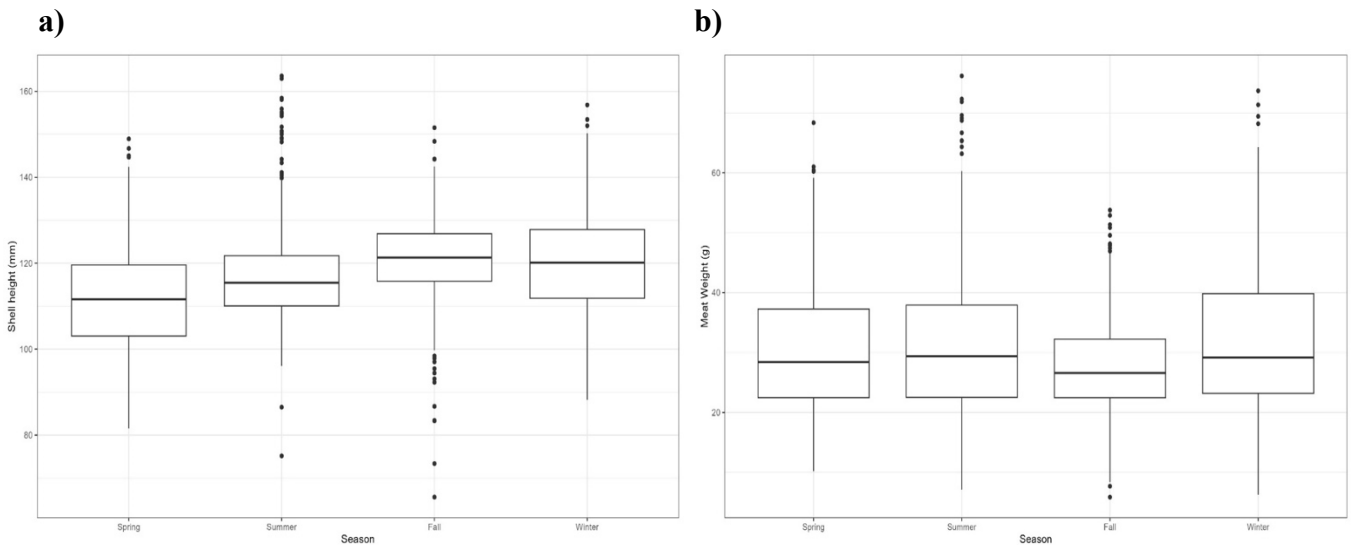 a)
Shell height (mm)
160
140
120
100
80
Spring Summer Fall Winter
Season
b)
Meat Weight (g)
60
40
20
Spring Summer Fall Winter
Season